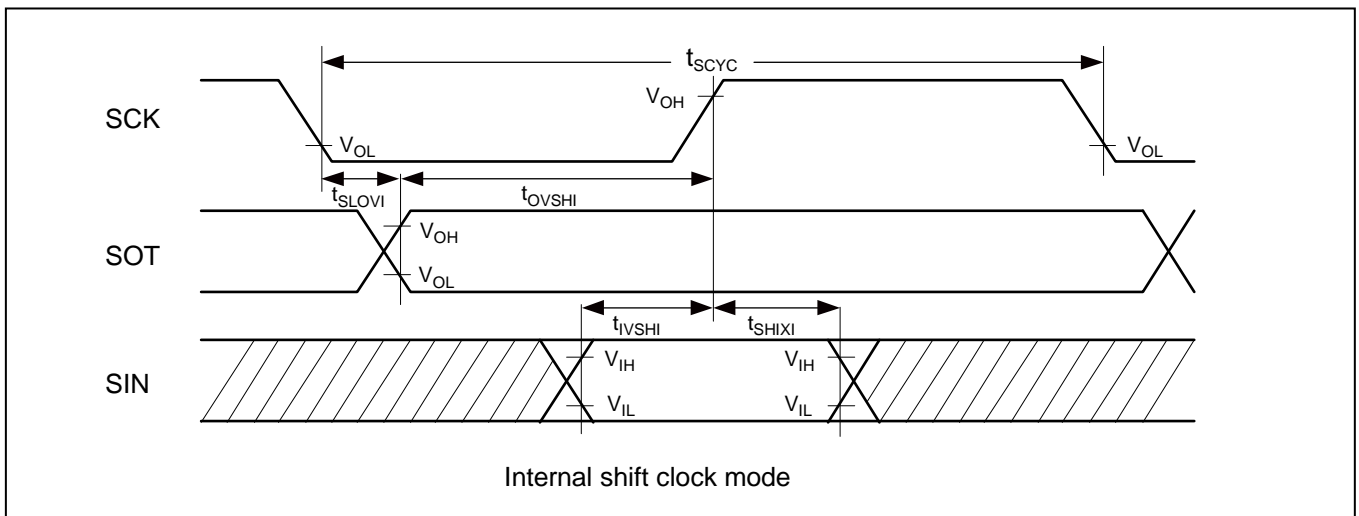 tSCYC
SCK
VOH
VOL
VOL
tSLOVI
tOVSHI
SOT
VOH
VOL
tIVSHI
tSHIXI
SIN
VIH
VIH
VIL
VIL
Internal shift clock mode